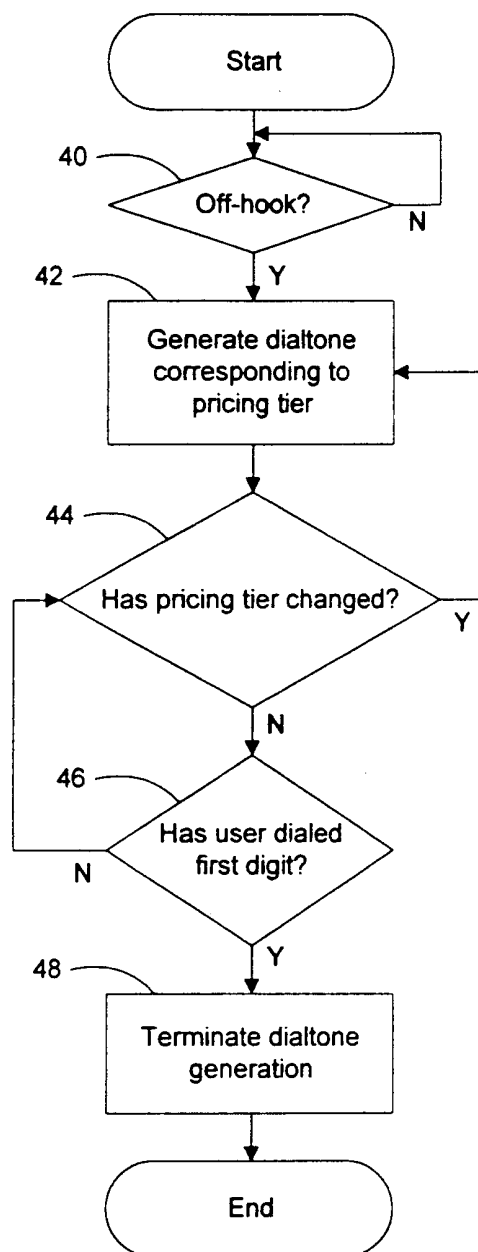 Start
40
Off-hook?
N
Y
42
Generate dialtone
corresponding to
pricing tier
44
Has pricing tier changed?
Y
N
46
Has user dialed
first digit?
N
Y
48
Terminate dialtone
generation
End